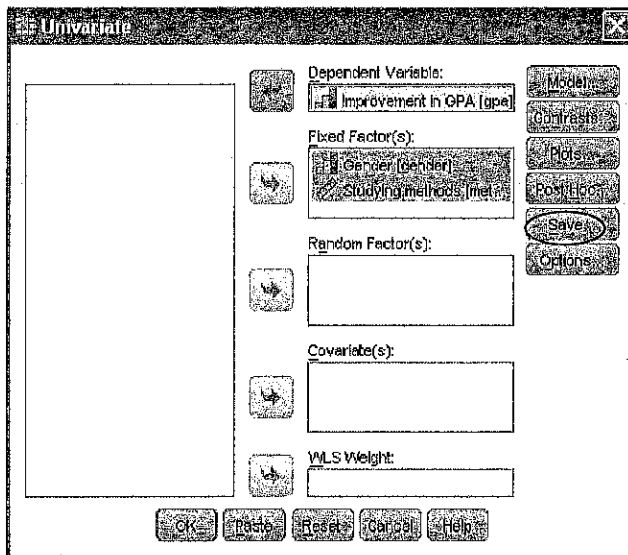 Univariate
Dependent Variable:
Improvement in GPA [gpa]
Fixed Factor(s):
Gender [gender]
Studying methods [met
Random Factor(s):
Covariate(s):
WLS Weight:
Model...
Contrasts...
Plots...
Post Hoc...
Save...
Options...
OK
Paste
Reset
Cancel
Help